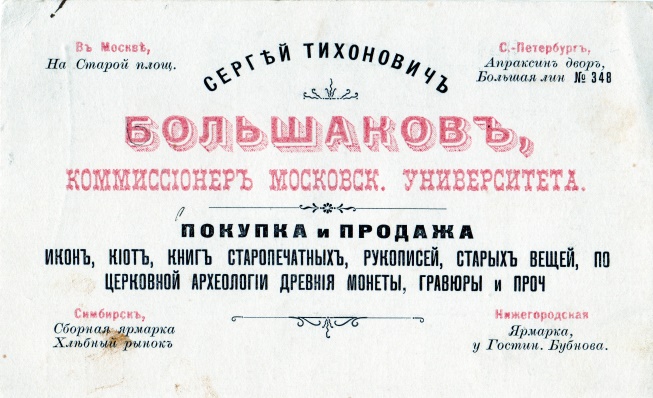 Въ Москвѣ,
На Старой площ.
С.-Петербургъ,
Апраксинъ дворъ,
Большая лин № 348
СЕРГѢЙ ТИХОНОВИЧЪ
БОЛЬШАКОВЪ,
КОММИССІОНЕРЪ МОСКОВСК. УНИВЕРСИТЕТА.
ПОКУПКА и ПРОДАЖА
ИКОНЪ, КІОТЪ, КНИГЪ СТАРОПЕЧАТНЫХЪ, РУКОПИСЕЙ, СТАРЫХЪ ВЕЩЕЙ, ПО
ЦЕРКОВНОЙ АРХЕОЛОГІИ ДРЕВНІЯ МОНЕТЫ, ГРАВЮРЫ и ПРОЧ
Симбирскъ,
Сборная ярмарка
Хлѣбный рынокъ
Нижегородская
Ярмарка,
у Гостин. Бубнова.